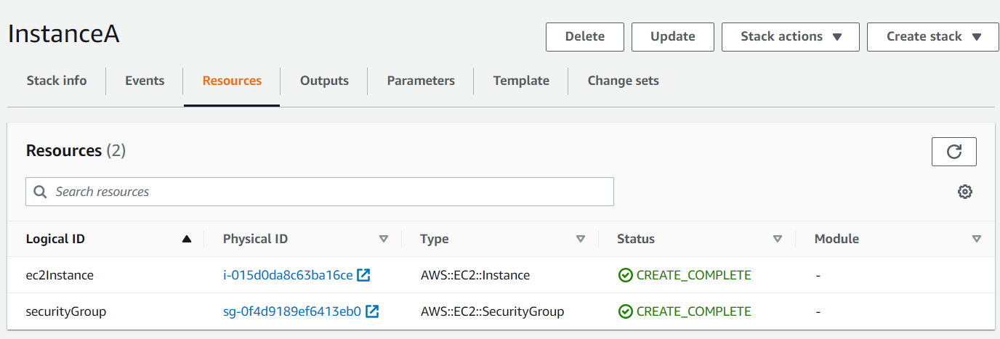 InstanceA
Delete Update Stack actions Create stack
Stack info Events Resources Outputs Parameters Template Change sets
Resources (2)
Search resources
Logical ID Physical ID Type Status Module
ec2Instance i-015d0da8c63ba16ce AWS::EC2::Instance CREATE_COMPLETE -
securityGroup sg-0f4d9189ef6413eb0 AWS::EC2::SecurityGroup CREATE_COMPLETE -